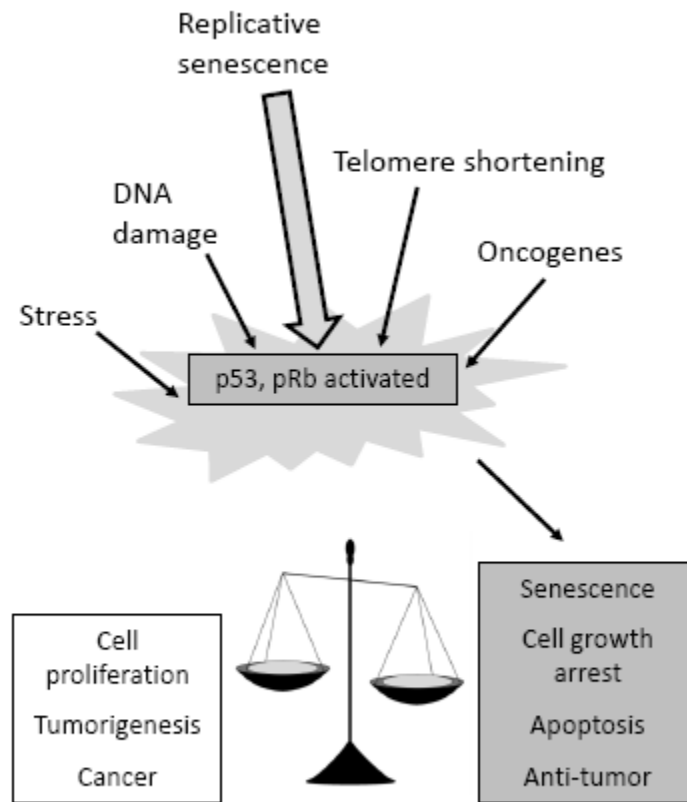 Replicative
senescence
Telomere shortening
DNA
damage
Oncogenes
Stress
p53, pRb activated
Cell
proliferation
Tumorigenesis
Cancer
Senescence
Cell growth
arrest
Apoptosis
Anti-tumor